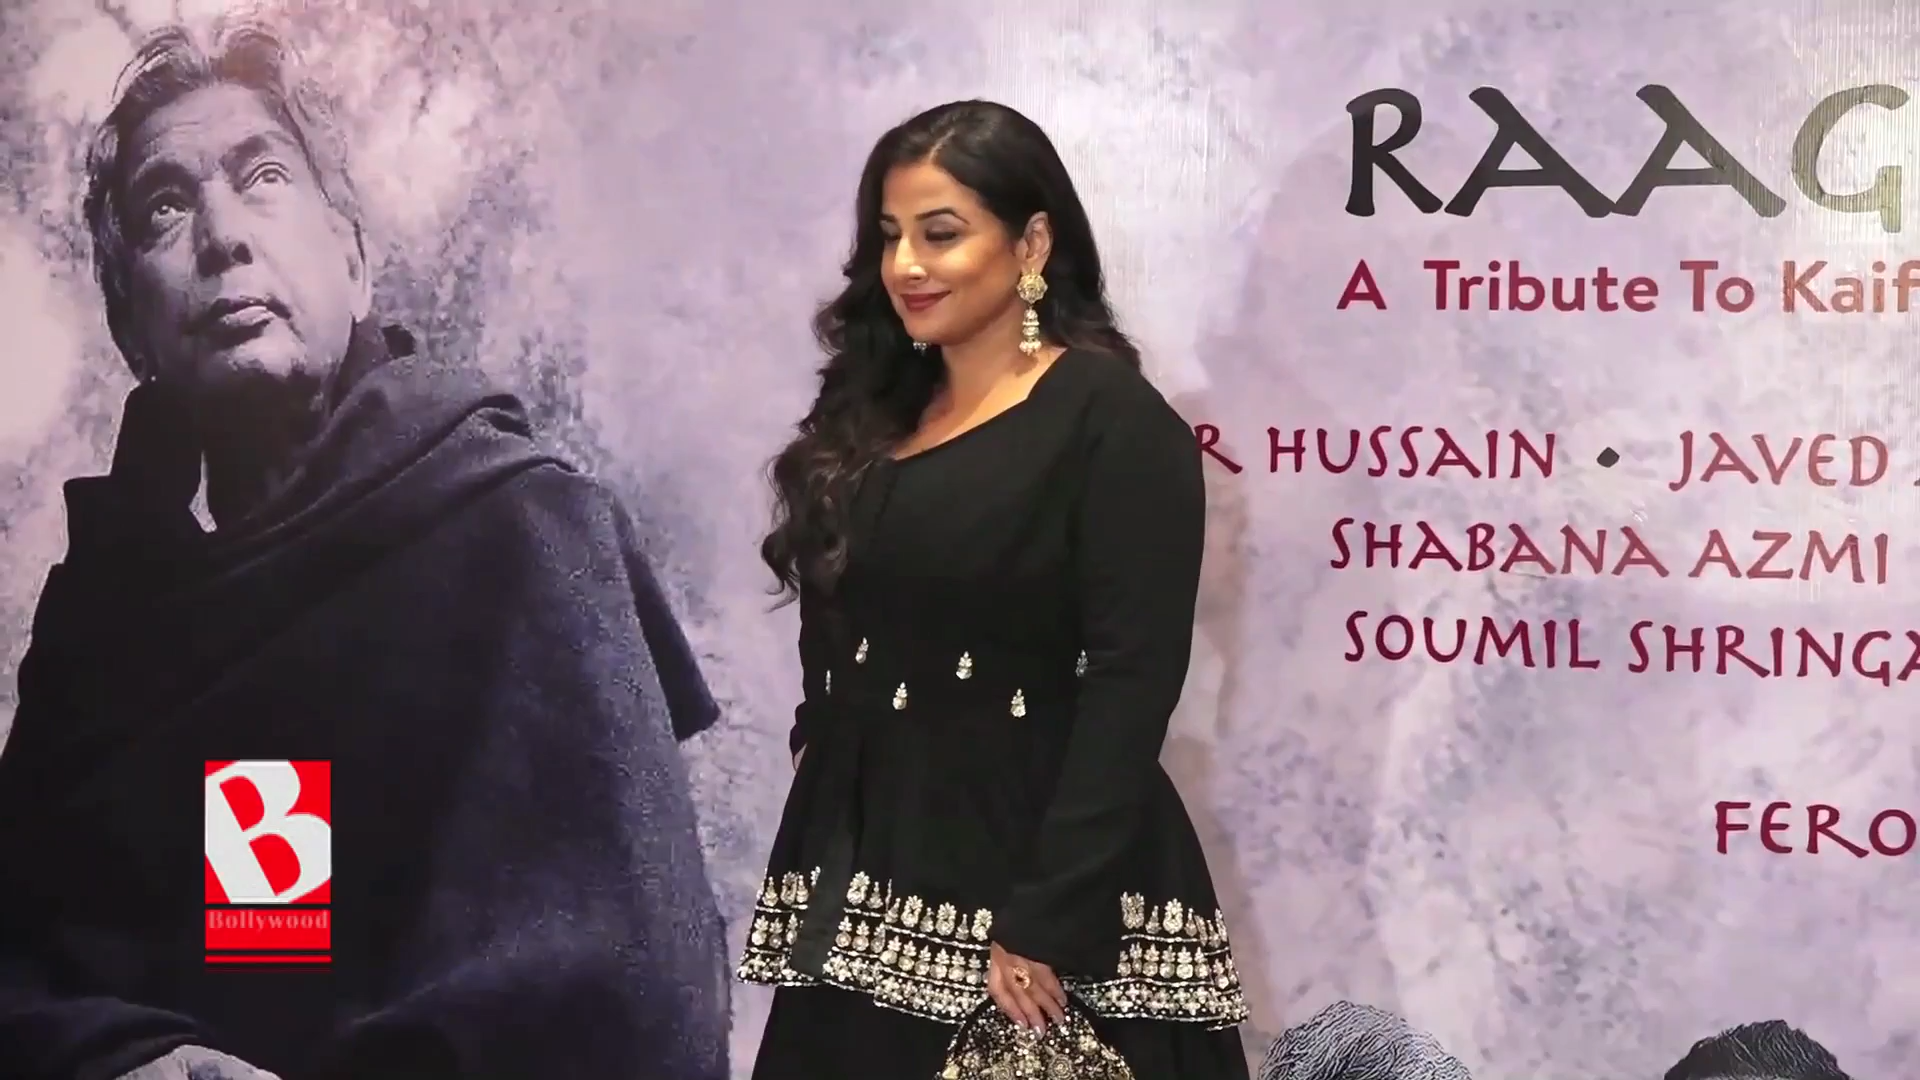 RAAG
A Tribute To Kaif
R HUSSAIN • JAVED
SHABANA AZMI
SOUMIL SHRINGA
FERO
Bollywood